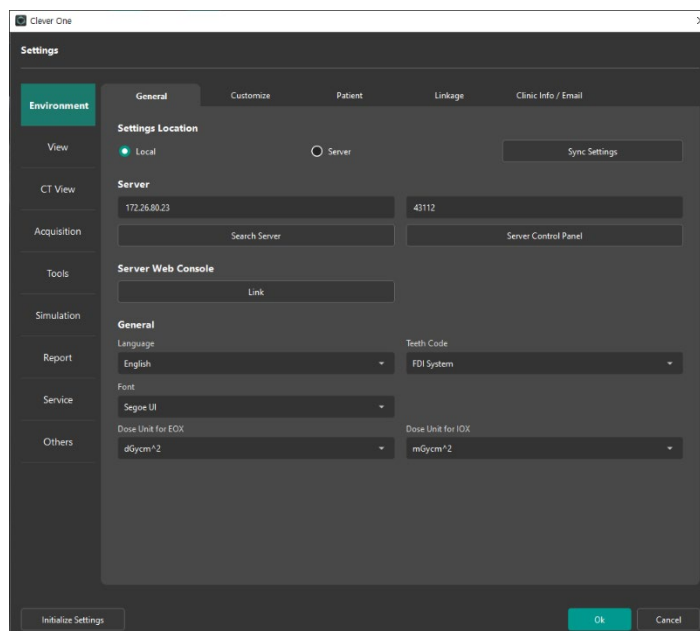 Clever One
Settings
Environment
View
CT View
Acquisition
Tools
Simulation
Report
Service
Others
General Customize Patient Linkage Clinic Info / Email
Settings Location
Local Server Sync Settings
Server
172.26.80.23 43112
Search Server Server Control Panel
Server Web Console
Link
General
Language Teeth Code
English FDI System
Font
Segoe UI
Dose Unit for EOX Dose Unit for IOX
dGycm^2 mGycm^2
Initialize Settings Ok Cancel